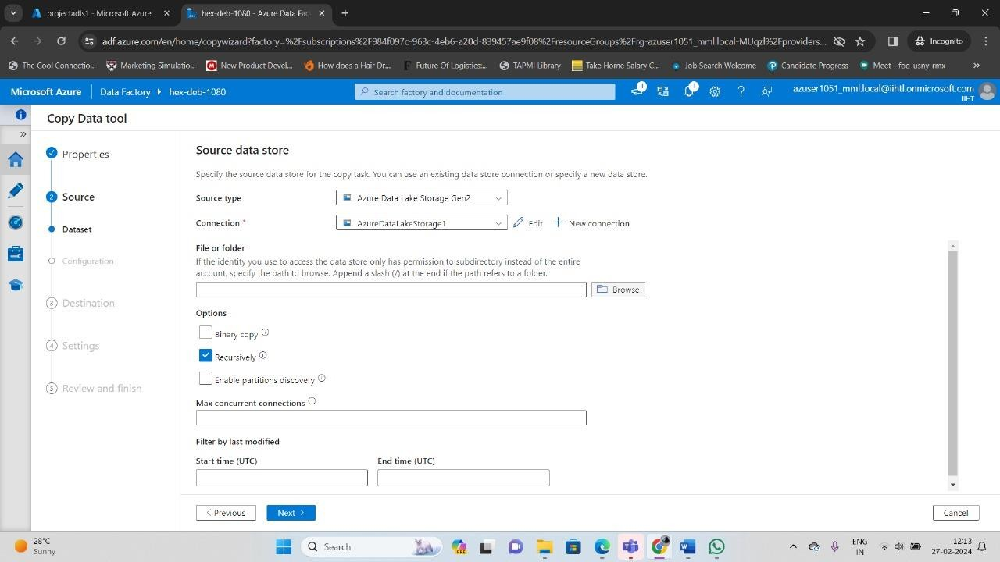 projectadls1 - Microsoft Azure
hex-deb-1080 - Azure Data Fac
adf.azure.com/en/home/copywizard?factory=%2Fsubscriptions%2F984f097c-963c-4eb6-a20d-839457ae9f08%2FresourceGroups%2Frg-azuser1051_mml.local-MUqzl%2Fproviders...
Incognito
The Cool Connectio...
Marketing Simulatio...
New Product Devel...
How does a Hair Dr...
Future Of Logistics:...
TAPMI Library
Take Home Salary C...
Job Search Welcome
Candidate Progress
Meet - foq-usny-rmx
Microsoft Azure
Data Factory
hex-deb-1080
Search factory and documentation
1
1
azuser1051_mml.local@iihtl.onmicrosoft.com
IIHT
Copy Data tool
Properties
2 Source
Dataset
Configuration
3 Destination
4 Settings
5 Review and finish
Source data store
Specify the source data store for the copy task. You can use an existing data store connection or specify a new data store.
Source type
Azure Data Lake Storage Gen2
Connection *
AzureDataLakeStorage1
Edit
New connection
File or folder
If the identity you use to access the data store only has permission to subdirectory instead of the entire
account, specify the path to browse. Append a slash (/) at the end if the path refers to a folder.
Browse
Options
Binary copy
Recursively
Enable partitions discovery
Max concurrent connections
Filter by last modified
Start time (UTC)
End time (UTC)
< Previous
Next >
Cancel
28°C
Sunny
Search
PRE
ENG
IN
12:13
27-02-2024